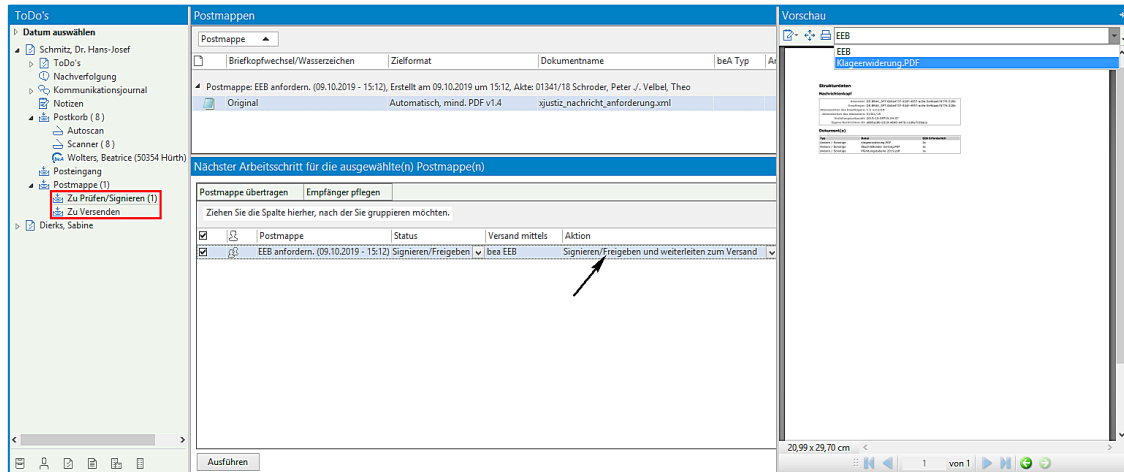 ToDo's
Datum auswählen
Schmitz, Dr. Hans-Josef
ToDo's
Nachverfolgung
Kommunikationsjournal
Notizen
Postkorb ( 8 )
Autoscan
Scanner ( 8 )
Wolters, Beatrice (50354 Hürth)
Posteingang
Postmappe (1)
Zu Prüfen/Signieren (1)
Zu Versenden
Dierks, Sabine
Postmappen
Postmappe
Briefkopfwechsel/Wasserzeichen Zielformat Dokumentname beA Typ
Postmappe: EEB anfordern. (09.10.2019 - 15:12), Erstellt am 09.10.2019 um 15:12, Akte: 01341/18 Schroder, Peter ./. Velbel, Theo
Original Automatisch, mind. PDF v1.4 xjustiz_nachricht_anforderung.xml
Nächster Arbeitsschritt für die ausgewählte(n) Postmappe(n)
Postmappe übertragen Empfänger pflegen
Ziehen Sie die Spalte hierher, nach der Sie gruppieren möchten.
Postmappe Status Versand mittels Aktion
EEB anfordern. (09.10.2019 - 15:12) Signieren/Freigeben bea EEB Signieren/Freigeben und weiterleiten zum Versand
Ausführen
Vorschau
EEB
EEB
Klageerwiderung.PDF
Strukturdaten
Nachrichtenkopf
Dokument(e)
20,99 x 29,70 cm
1 von 1